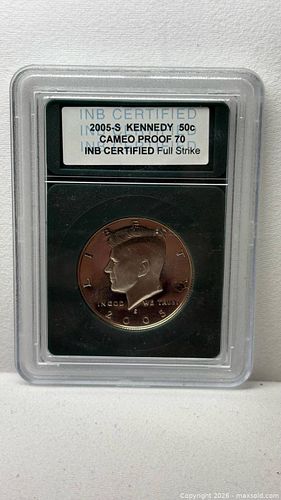 INB CERTIFIED
2005-S KENNEDY 50c
CAMEO PROOF 70
INB CERTIFIED Full Strike
LIBERTY
IN GOD WE TRUST
S
2005
Copyright 2026 - maxsold.com